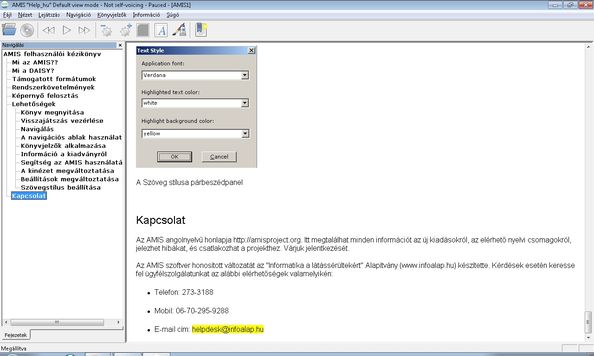 AMIS "Help_hu" Default view mode - Not self-voicing - Paused - [AMIS1]
Fájl Nézet Lejátszás Navigáció Könyvjelzők Információ Súgó
Navigálás
AMIS felhasználói kézikönyv
Mi az AMIS??
Mi a DAISY?
Támogatott formátumok
Rendszerkövetelmények
Képernyő felosztás
Lehetőségek
Könyv megnyitása
Visszajátszás vezérlése
Navigálás
A navigációs ablak használat
Könyvjelzők alkalmazása
Információ a kiadványról
Segítség az AMIS használatá
A kinézet megváltoztatása
Beállítások megváltoztatása
Szövegstílus beállítása
Kapcsolat
Fejezetek
Megállítva
Text Style
Application font:
Verdana
Highlighted text color:
white
Highlight background color:
yellow
OK Cancel
A Szöveg stílusa párbeszédpanel
Kapcsolat
Az AMIS angolnyelvű honlapja http://amisproject.org. Itt megtalálhat minden információt az új kiadásokról, az elérhető nyelvi csomagokról,
jelezhet hibákat, és csatlakozhat a projekthez. Várjuk jelentkezését.
Az AMIS szoftver honosított változatát az "Informatika a látássérültekért" Alapítvány (www.infoalap.hu) készítette. Kérdések esetén keresse
fel ügyfélszolgálatunkat az alábbi elérhetőségek valamelyikén:
• Telefon: 273-3188
• Mobil: 06-70-295-9288
• E-mail cím: helpdesk@infoalap.hu